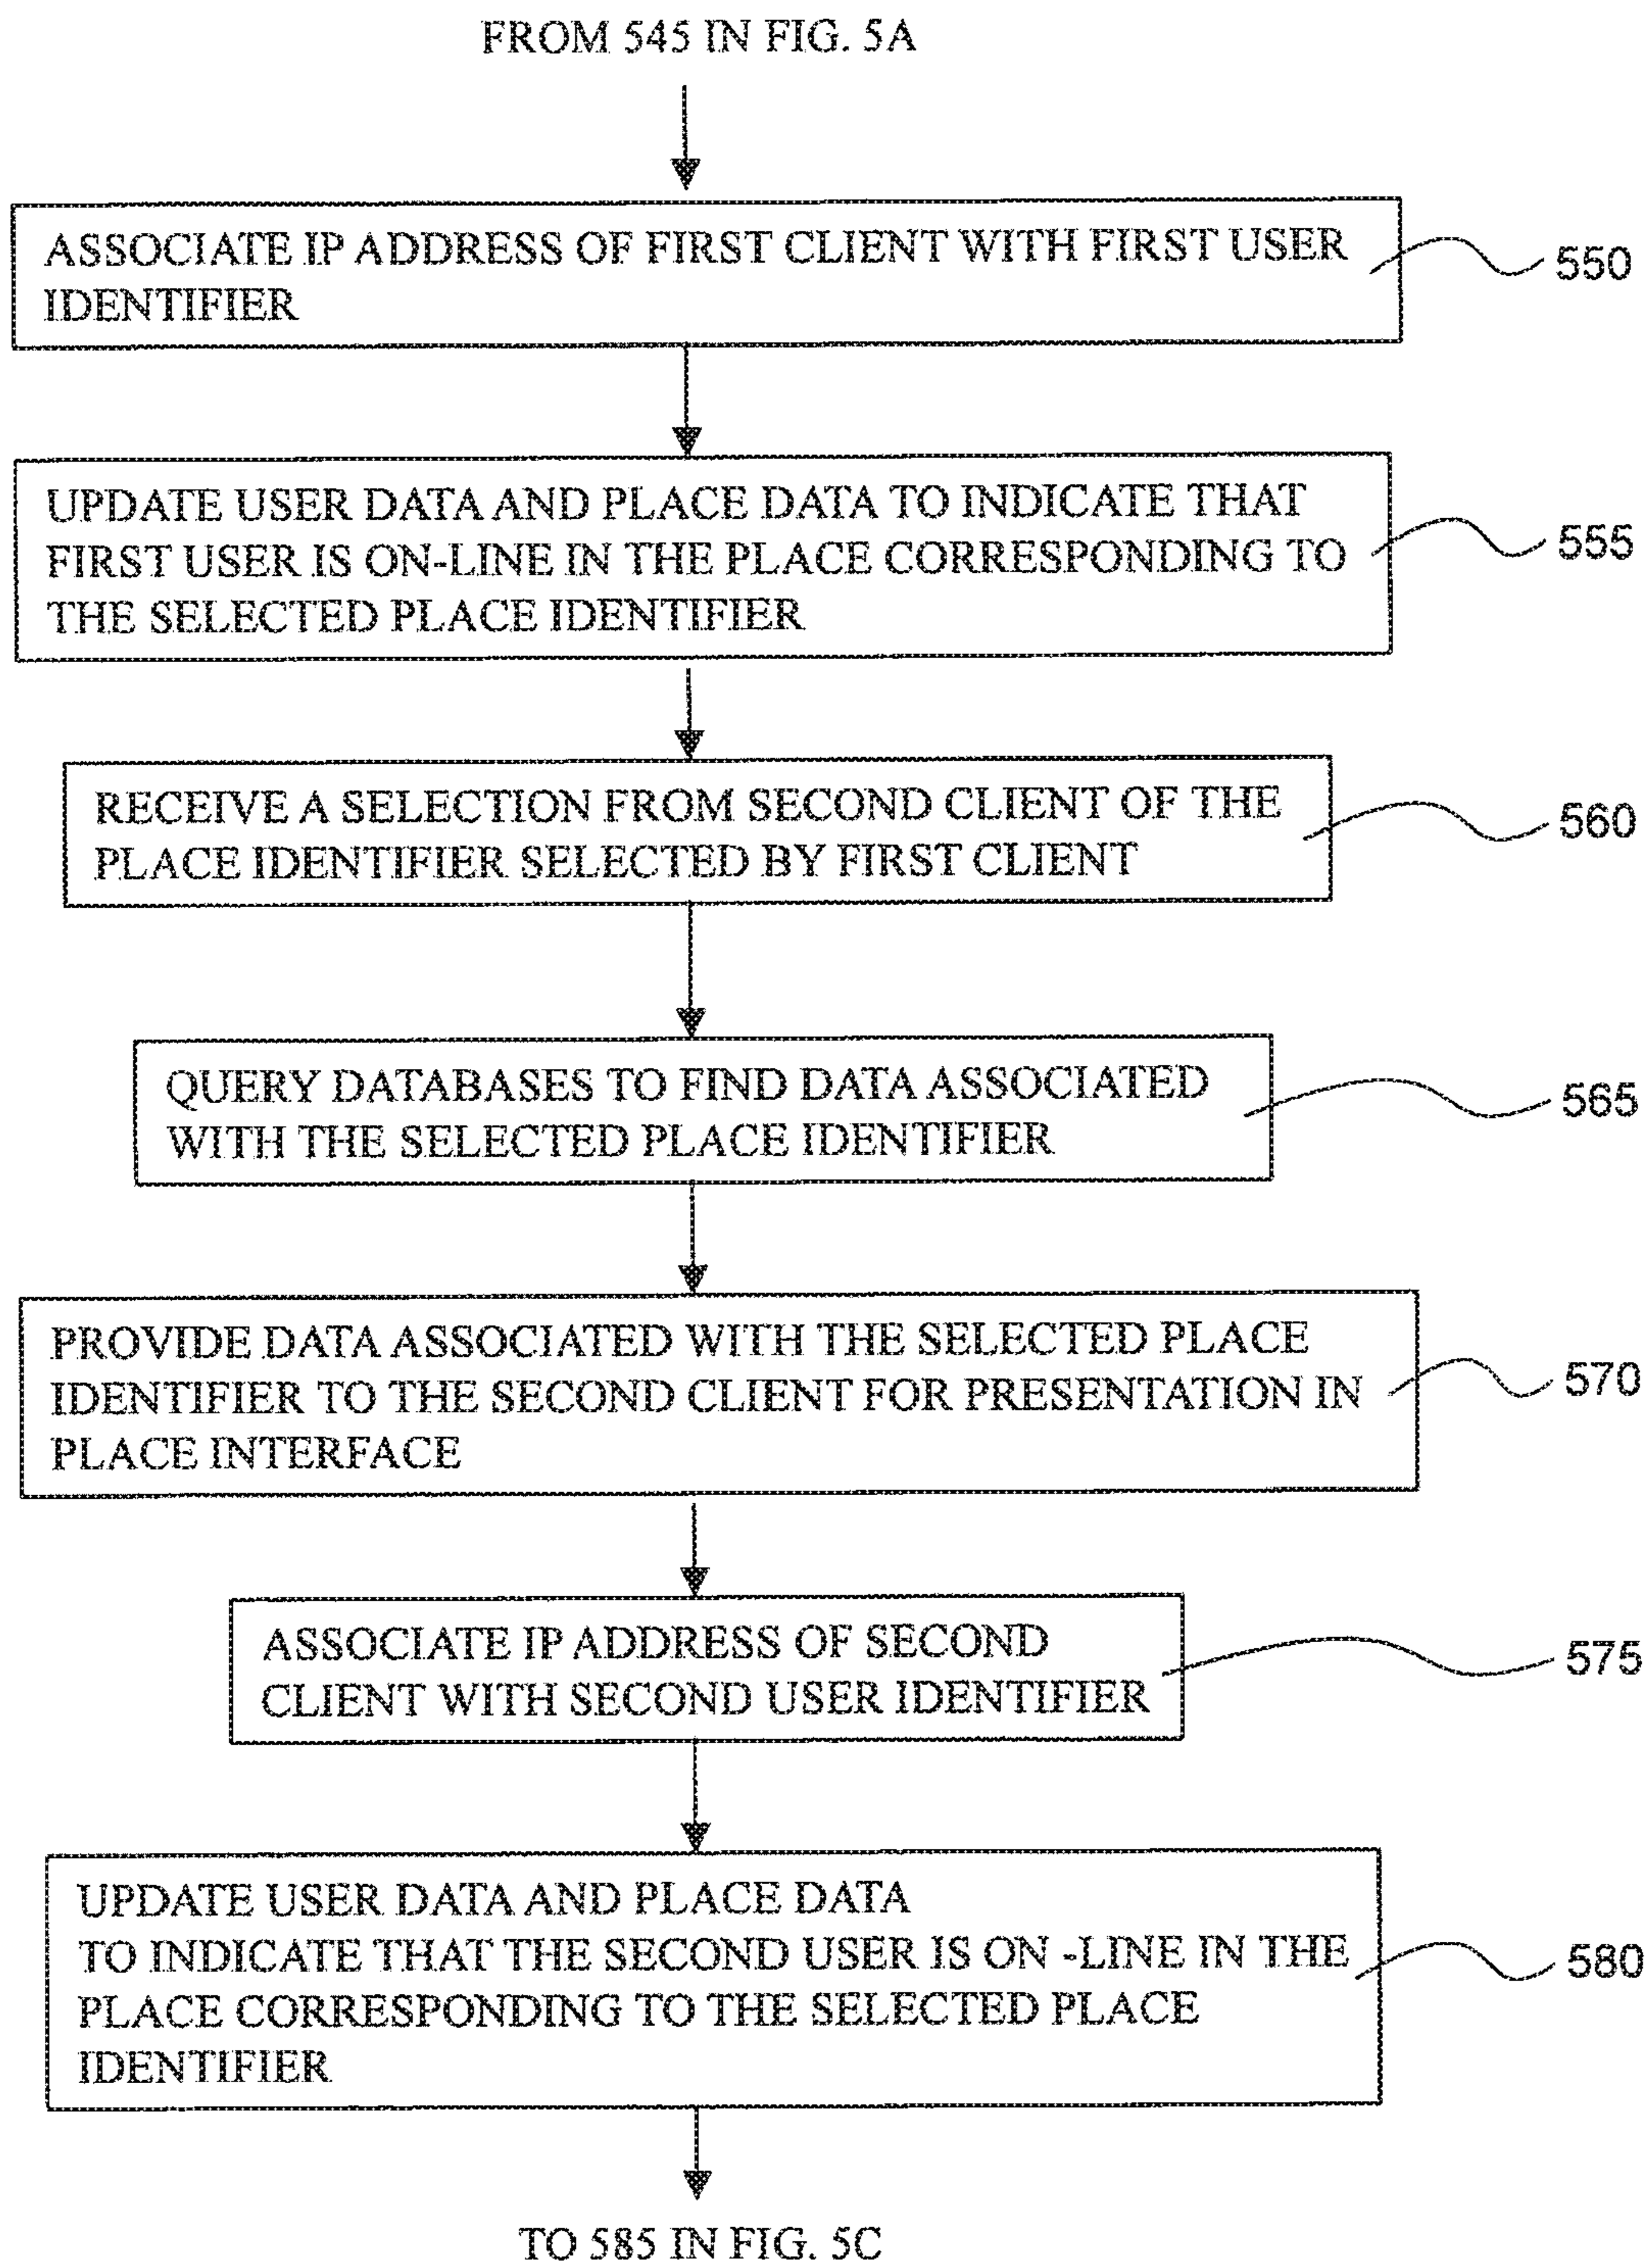 FROM 545 IN FIG. 5A
ASSOCIATE IP ADDRESS OF FIRST CLIENT WITH FIRST USER
IDENTIFIER
550
UPDATE USER DATA AND PLACE DATA TO INDICATE THAT
FIRST USER IS ON-LINE IN THE PLACE CORRESPONDING TO
THE SELECTED PLACE IDENTIFIER
555
RECEIVE A SELECTION FROM SECOND CLIENT OF THE
PLACE IDENTIFIER SELECTED BY FIRST CLIENT
560
QUERY DATABASES TO FIND DATA ASSOCIATED
WITH THE SELECTED PLACE IDENTIFIER
565
PROVIDE DATA ASSOCIATED WITH THE SELECTED PLACE
IDENTIFIER TO THE SECOND CLIENT FOR PRESENTATION IN
PLACE INTERFACE
570
ASSOCIATE IP ADDRESS OF SECOND
CLIENT WITH SECOND USER IDENTIFIER
575
UPDATE USER DATA AND PLACE DATA
TO INDICATE THAT THE SECOND USER IS ON -LINE IN THE
PLACE CORRESPONDING TO THE SELECTED PLACE
IDENTIFIER
580
TO 585 IN FIG. 5C